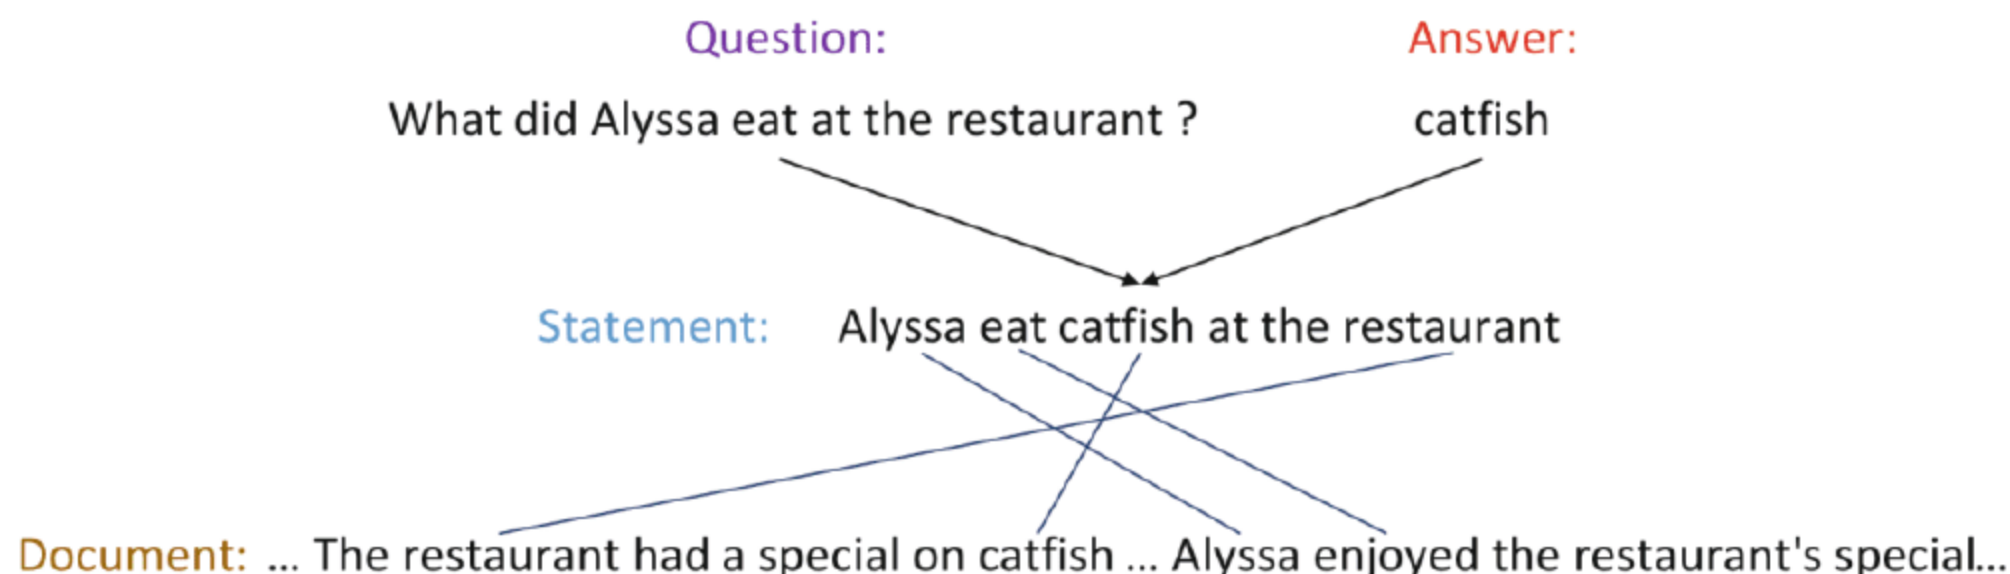 Question: Answer:
What did Alyssa eat at the restaurant ? catfish
Statement: Alyssa eat catfish at the restaurant
Document: ... The restaurant had a special on catfish ... Alyssa enjoyed the restaurant's special...